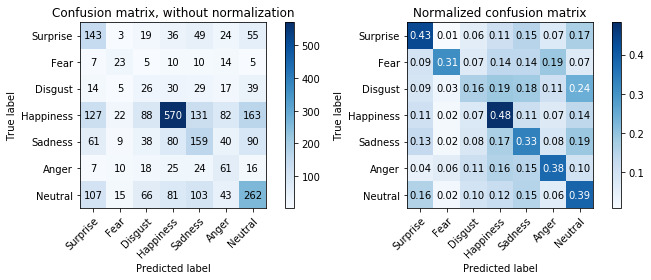 Confusion matrix, without normalization
True label
Surprise 143 3 19 36 49 24 55
Fear 7 23 5 10 10 14 5
Disgust 14 5 26 30 29 17 39
Happiness 127 22 88 570 131 82 163
Sadness 61 9 38 80 159 40 90
Anger 7 10 18 25 24 61 16
Neutral 107 15 66 81 103 43 262
Surprise Fear Disgust Happiness Sadness Anger Neutral
Predicted label
500
400
300
200
100
Normalized confusion matrix
True label
Surprise 0.43 0.01 0.06 0.11 0.15 0.07 0.17
Fear 0.09 0.31 0.07 0.14 0.14 0.19 0.07
Disgust 0.09 0.03 0.16 0.19 0.18 0.11 0.24
Happiness 0.11 0.02 0.07 0.48 0.11 0.07 0.14
Sadness 0.13 0.02 0.08 0.17 0.33 0.08 0.19
Anger 0.04 0.06 0.11 0.16 0.15 0.38 0.10
Neutral 0.16 0.02 0.10 0.12 0.15 0.06 0.39
Surprise Fear Disgust Happiness Sadness Anger Neutral
Predicted label
0.4
0.3
0.2
0.1